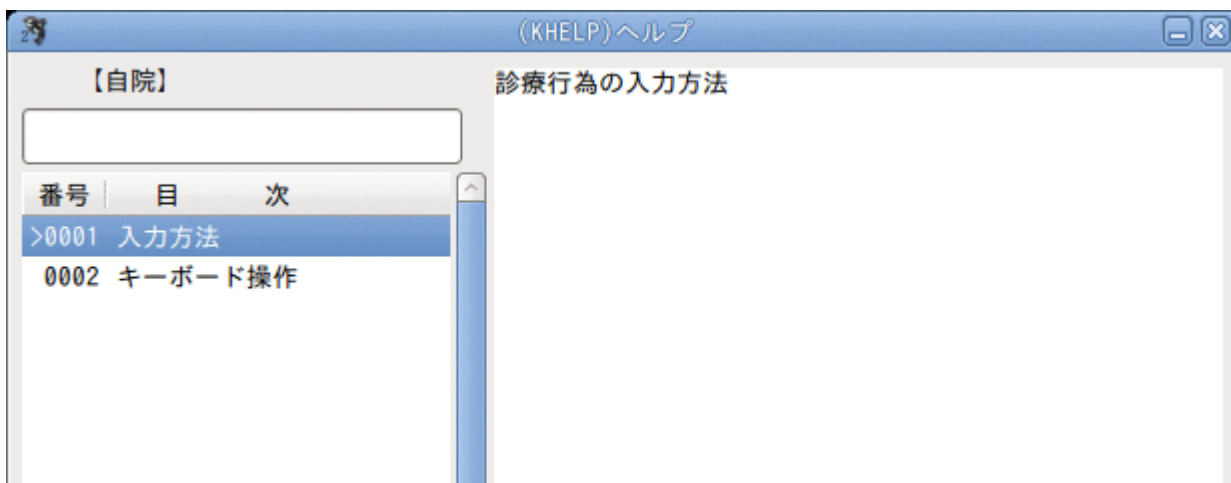 (KHELP)ヘルプ
【自院】
番号 目 次
>0001 入力方法
0002 キーボード操作
診療行為の入力方法